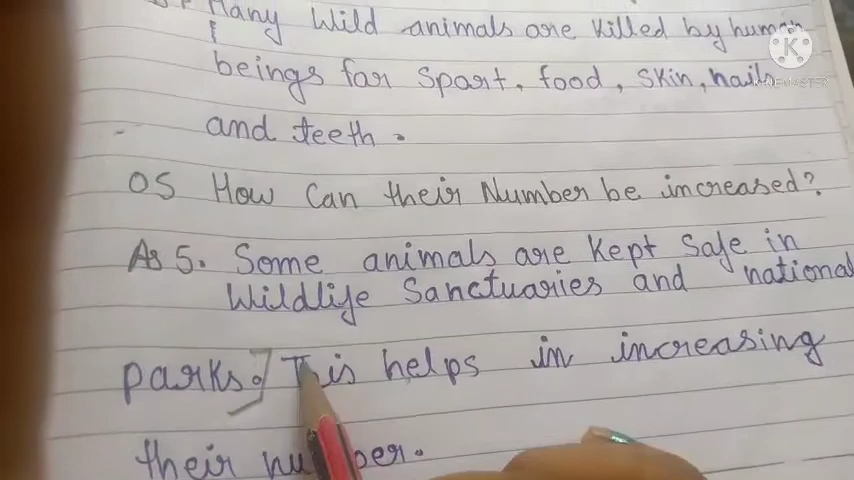 Many Wild animals are killed by human
beings for Sport, food, skin, nails
and teeth.
Q5 How Can their Number be increased?
As 5. Some animals are kept Safe in
Wildlife Sanctuaries and national
parks. This helps in increasing
their number.
KINEMASTER